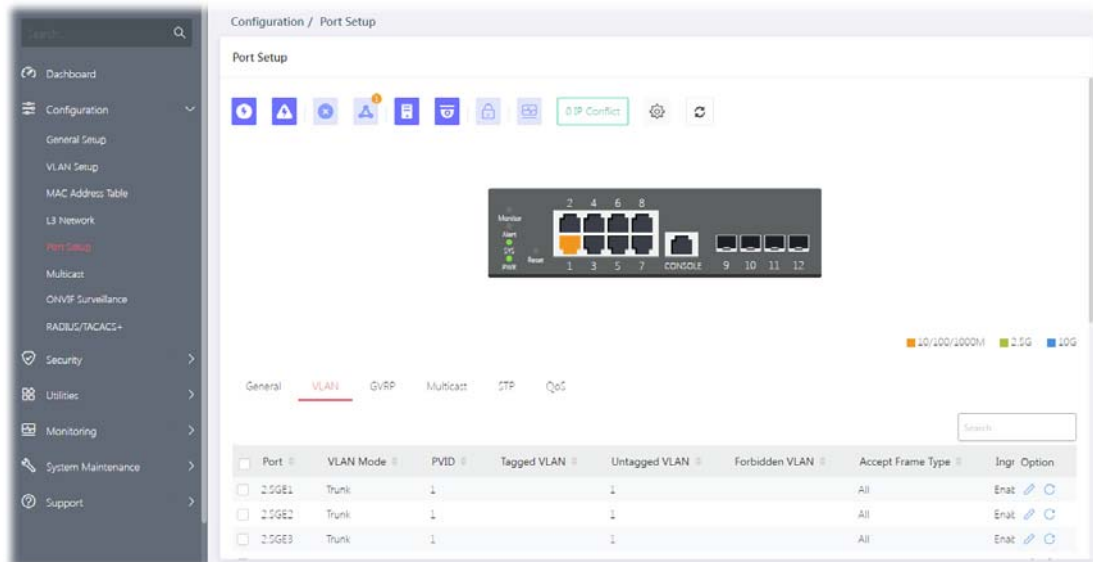 Search
Dashboard
Configuration
General Setup
VLAN Setup
MAC Address Table
L3 Network
Port Setup
Multicast
ONVIF Surveillance
RADIUS/TACACS+
Security
Utilities
Monitoring
System Maintenance
Support
Configuration / Port Setup
Port Setup
1
0 IP Conflict
2 4 6 8
Monitor
Alert
SYS
PWR
Reset
1 3 5 7 CONSOLE 9 10 11 12
10/100/1000M 2.5G 10G
General VLAN GVRP Multicast STP QoS
Search
Port VLAN Mode PVID Tagged VLAN Untagged VLAN Forbidden VLAN Accept Frame Type Ingr Option
2.5GE1 Trunk 1 1 All Enab
2.5GE2 Trunk 1 1 All Enab
2.5GE3 Trunk 1 1 All Enab